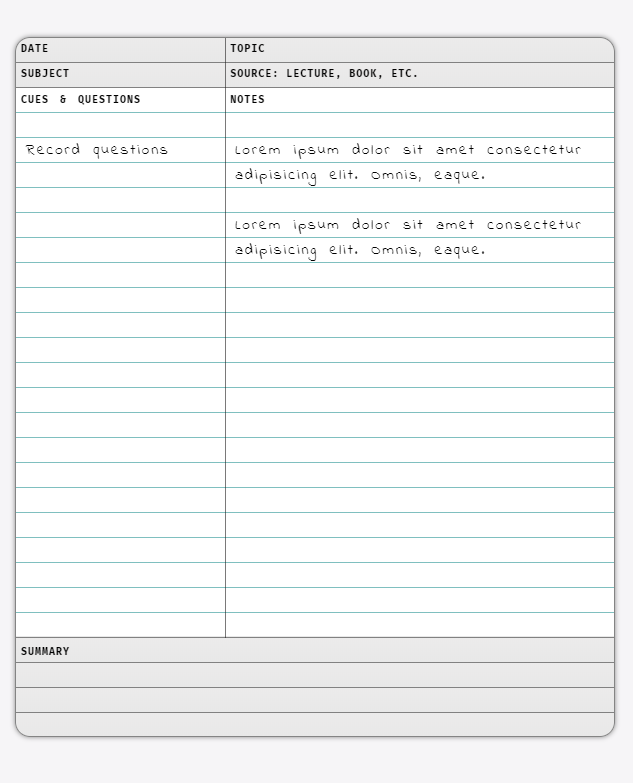 DATE
TOPIC
SUBJECT
SOURCE: LECTURE, BOOK, ETC.
CUES & QUESTIONS
NOTES
Record questions
Lorem ipsum dolor sit amet consectetur
adipisicing elit. Omnis, eaque.
Lorem ipsum dolor sit amet consectetur
adipisicing elit. Omnis, eaque.
SUMMARY